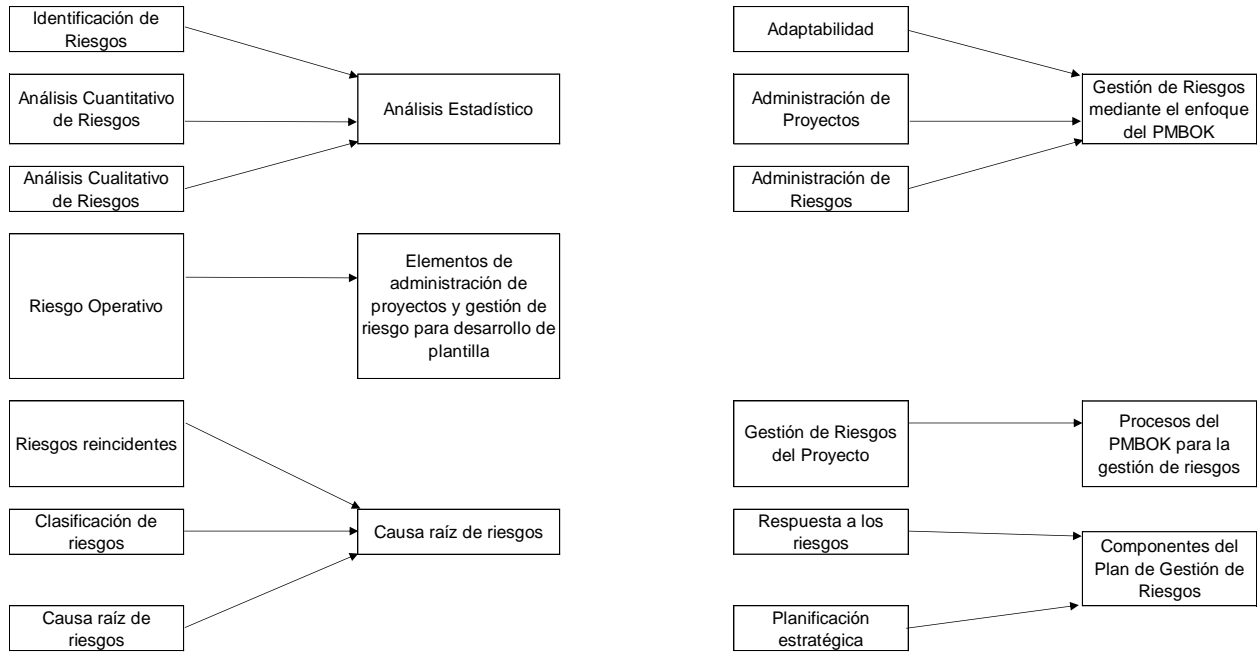 Identificación de
Riesgos
Análisis Cuantitativo
de Riesgos
Análisis Cualitativo
de Riesgos
Análisis Estadístico
Riesgo Operativo
Elementos de
administración de
proyectos y gestión de
riesgo para desarrollo de
plantilla
Riesgos reincidentes
Clasificación de
riesgos
Causa raíz de
riesgos
Causa raíz de riesgos
Adaptabilidad
Administración de
Proyectos
Administración de
Riesgos
Gestión de Riesgos
mediante el enfoque
del PMBOK
Gestión de Riesgos
del Proyecto
Procesos del
PMBOK para la
gestión de riesgos
Respuesta a los
riesgos
Planificación
estratégica
Componentes del
Plan de Gestión de
Riesgos